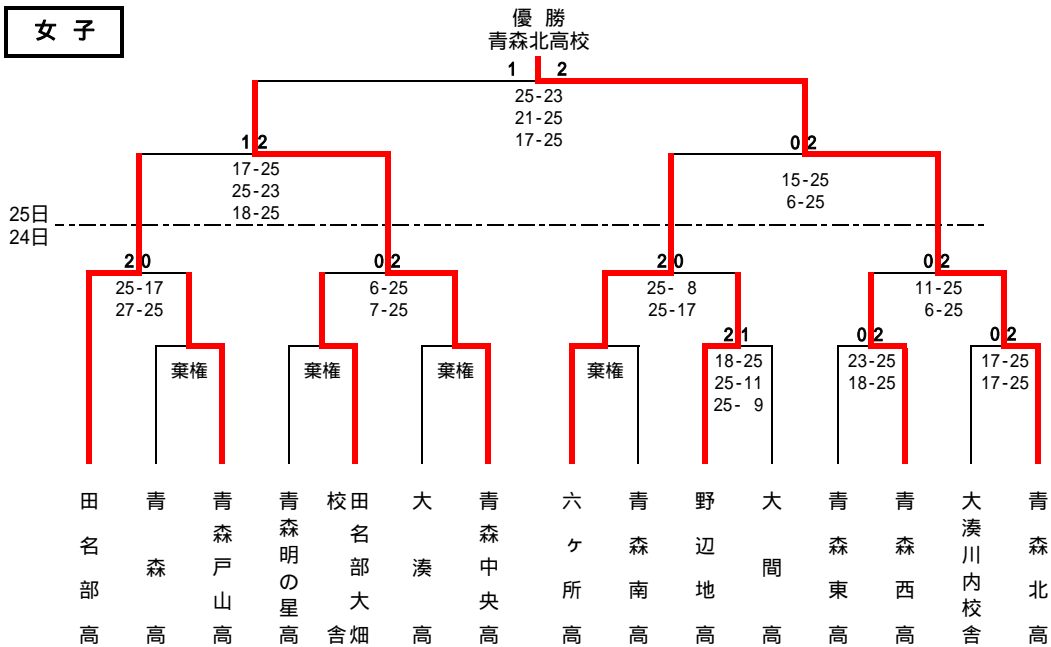 女子
優勝
青森北高校
1 2
25-23
21-25
17-25
1 2
17-25
25-23
18-25
0 2
15-25
6-25
25日
24日
2 0
25-17
27-25
0 2
6-25
7-25
2 0
25- 8
25-17
0 2
11-25
6-25
棄権
棄権
棄権
棄権
2 1
18-25
25-11
25- 9
0 2
23-25
18-25
0 2
17-25
17-25
田名部高
青森高
青森戸山高
青森明の星高
田名部大畑
校舎
大湊高
青森中央高
六ヶ所高
青森南高
野辺地高
大間高
青森東高
青森西高
大湊川内校舎
青森北高